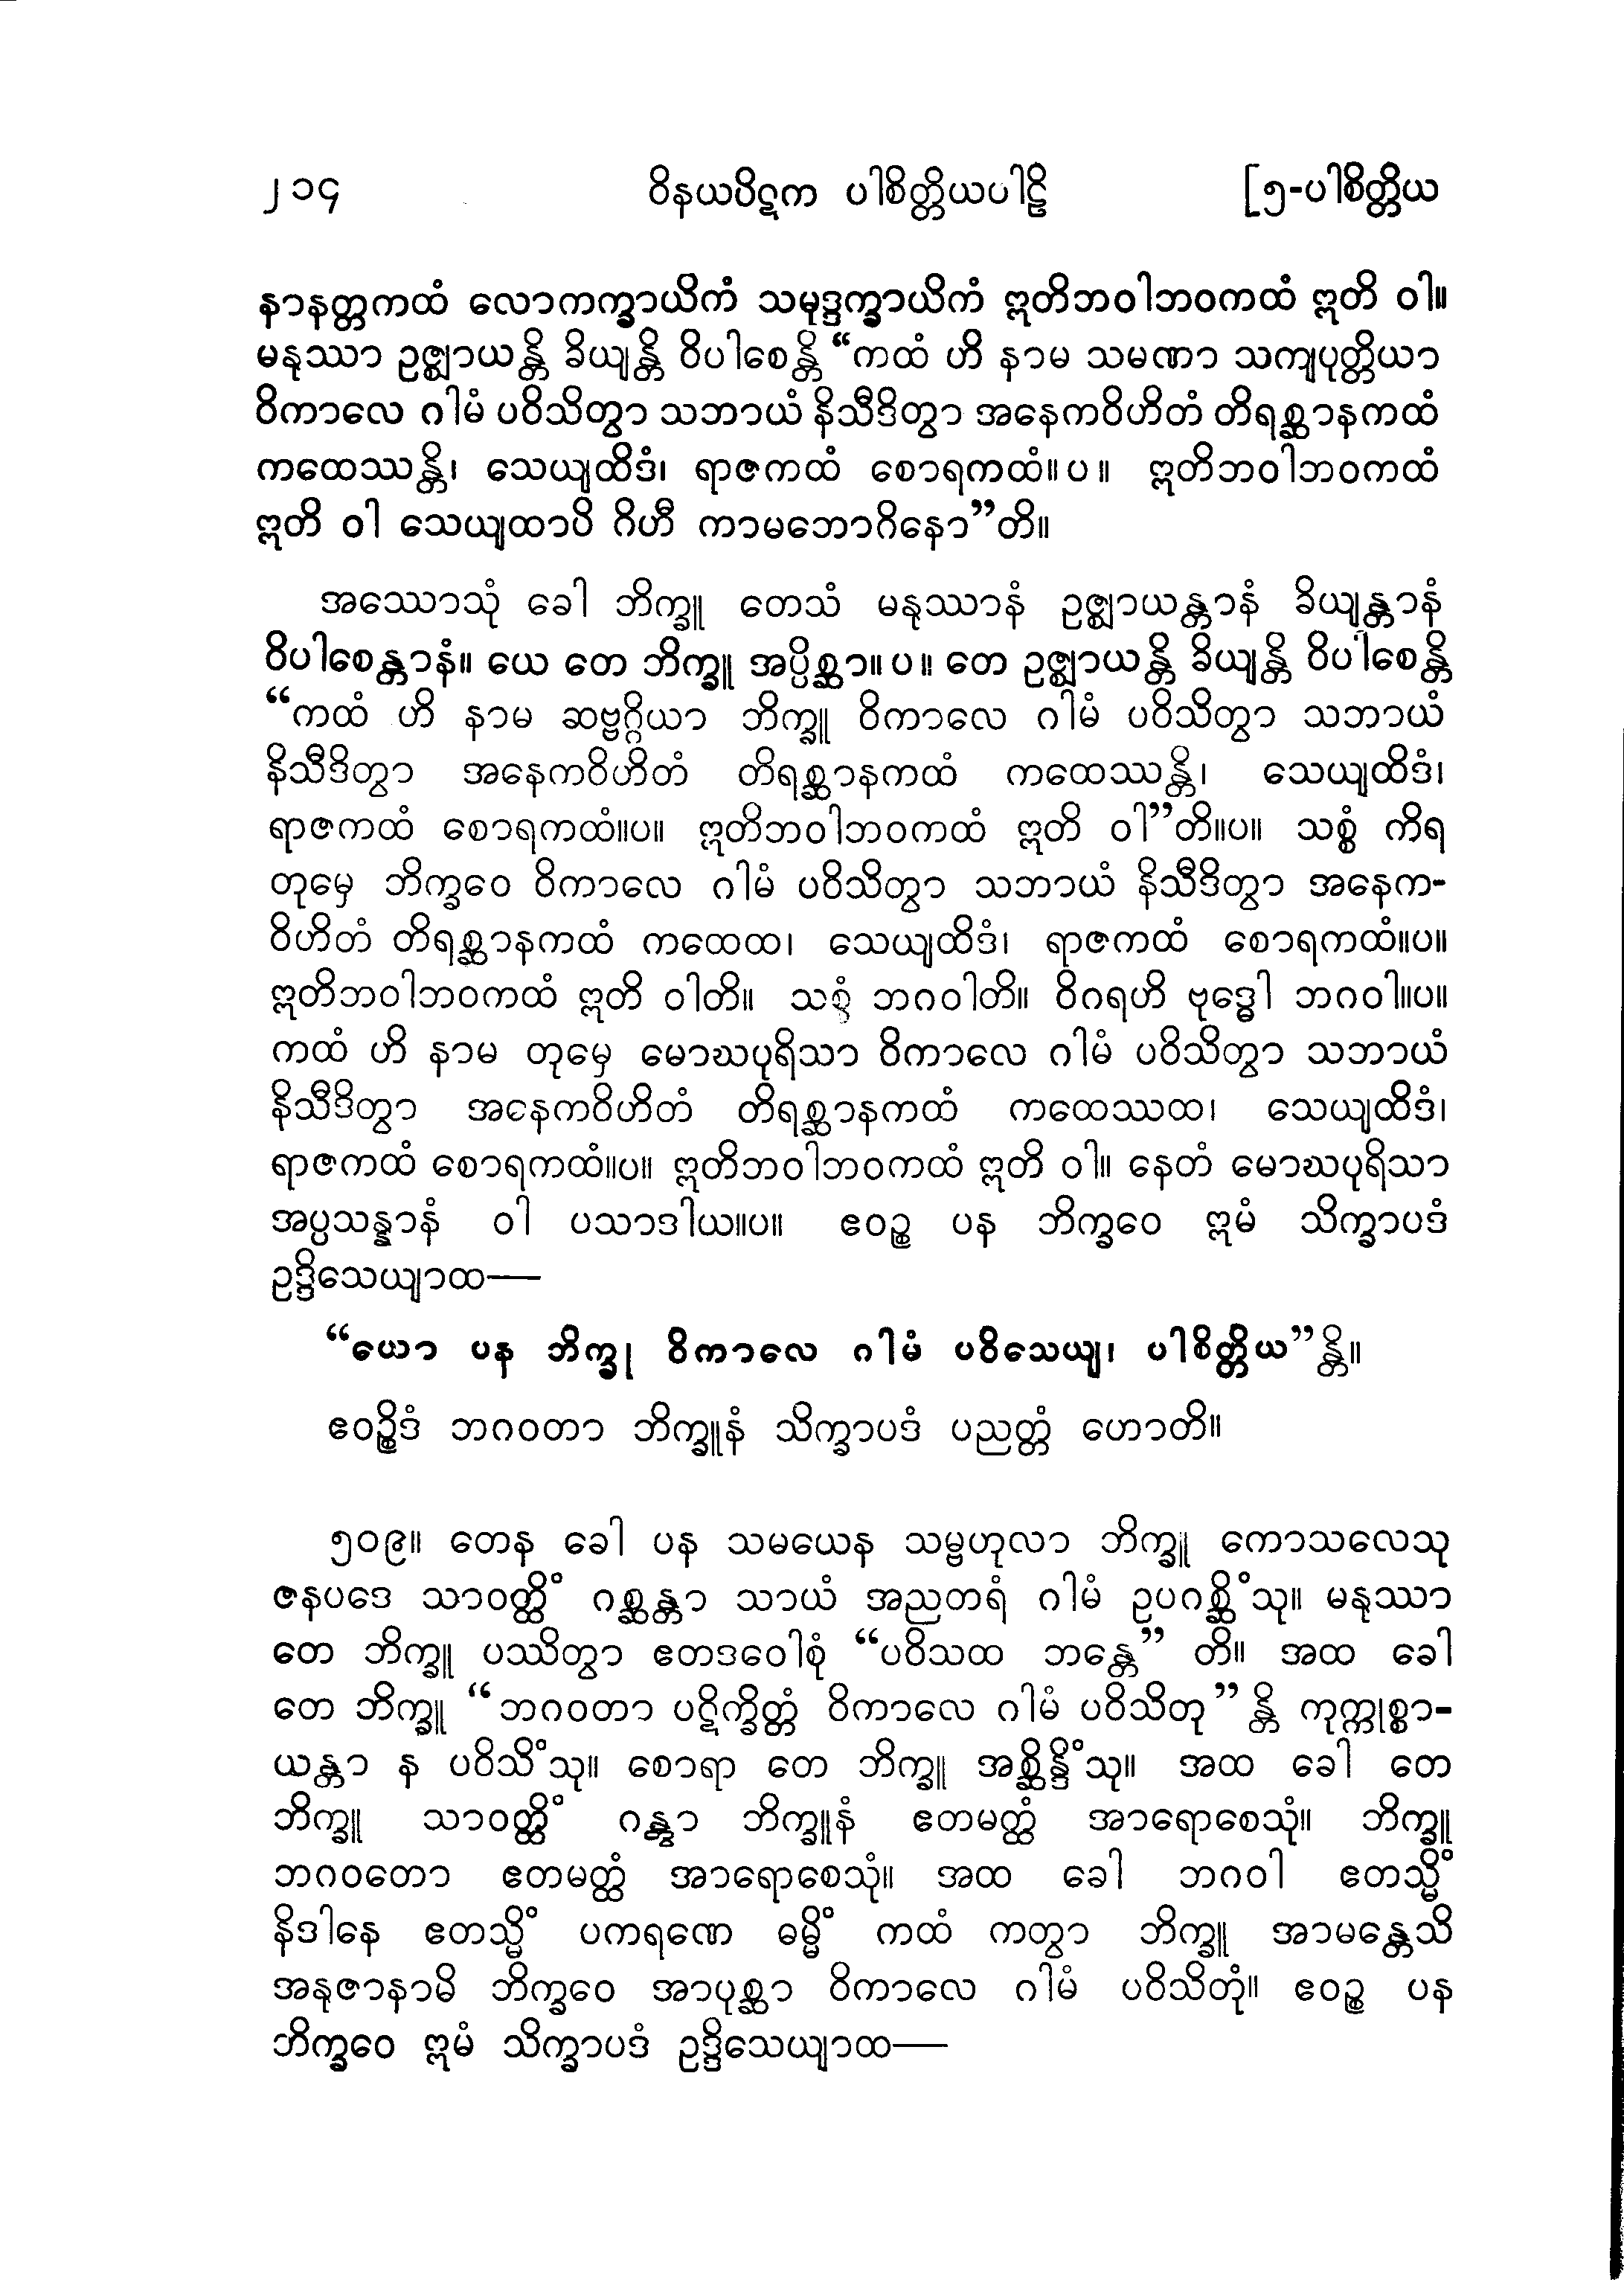 ၂၁၄ ဝိနယပိဋက ပါစိတ္တိယပါဠိ [၅-ပါစိတ္တိယ
နာနတ္တကထံ လောကက္ခာယိကံ သမုဒ္ဒက္ခာယိကံ ဣတိဘဝါဘဝကထံ ဣတိ ဝါ။
မနုဿာ ဥဇ္ဈာယန္တိ ခိယျန္တိ ဝိပါစေန္တိ “ကထံ ဟိ နာမ သမဏာ သကျပုတ္တိယာ
ဝိကာလေ ဂါမံ ပဝိသိတွာ သဘာယံ နိသီဒိတွာ အနေကဝိဟိတံ တိရစ္ဆာနကထံ
ကထေဿန္တိ၊ သေယျထိဒံ၊ ရာဇကထံ စောရကထံ။ပ။ ဣတိဘဝါဘဝကထံ
ဣတိ ဝါ သေယျထာပိ ဂိဟီ ကာမဘောဂိနော”တိ။
အဿောသုံ ခေါ ဘိက္ခူ တေသံ မနုဿာနံ ဥဇ္ဈာယန္တာနံ ခိယျန္တာနံ
ဝိပါစေန္တာနံ။ ယေ တေ ဘိက္ခူ အပ္ပိစ္ဆာ။ပ။ တေ ဥဇ္ဈာယန္တိ ခိယျန္တိ ဝိပါစေန္တိ
“ကထံ ဟိ နာမ ဆဗ္ဗဂ္ဂိယာ ဘိက္ခူ ဝိကာလေ ဂါမံ ပဝိသိတွာ သဘာယံ
နိသီဒိတွာ အနေကဝိဟိတံ တိရစ္ဆာနကထံ ကထေဿန္တိ၊ သေယျထိဒံ၊
ရာဇကထံ စောရကထံ။ပ။ ဣတိဘဝါဘဝကထံ ဣတိ ဝါ”တိ။ပ။ သစ္စံ ကိရ
တုမှေ ဘိက္ခဝေ ဝိကာလေ ဂါမံ ပဝိသိတွာ သဘာယံ နိသီဒိတွာ အနေက-
ဝိဟိတံ တိရစ္ဆာနကထံ ကထေထ၊ သေယျထိဒံ၊ ရာဇကထံ စောရကထံ။ပ။
ဣတိဘဝါဘဝကထံ ဣတိ ဝါတိ။ သစ္စံ ဘဂဝါတိ။ ဝိဂရဟိ ဗုဒ္ဓေါ ဘဂဝါ။ပ။
ကထံ ဟိ နာမ တုမှေ မောဃပုရိသာ ဝိကာလေ ဂါမံ ပဝိသိတွာ သဘာယံ
နိသီဒိတွာ အနေကဝိဟိတံ တိရစ္ဆာနကထံ ကထေဿထ၊ သေယျထိဒံ၊
ရာဇကထံ စောရကထံ။ပ။ ဣတိဘဝါဘဝကထံ ဣတိ ဝါ။ နေတံ မောဃပုရိသာ
အပ္ပသန္နာနံ ဝါ ပသာဒါယ။ပ။ ဧဝဉ္စ ပန ဘိက္ခဝေ ဣမံ သိက္ခာပဒံ
ဥဒ္ဒိသေယျာထ—
“ယော ပန ဘိက္ခု ဝိကာလေ ဂါမံ ပဝိသေယျ၊ ပါစိတ္တိယ”န္တိ။
ဧဝဉ္စိဒံ ဘဂဝတာ ဘိက္ခူနံ သိက္ခာပဒံ ပညတ္တံ ဟောတိ။
၅၀၉။ တေန ခေါ ပန သမယေန သမ္ဗဟုလာ ဘိက္ခူ ကောသလေသု
ဇနပဒေ သာဝတ္ထိံ ဂစ္ဆန္တာ သာယံ အညတရံ ဂါမံ ဥပဂစ္ဆိံသု။ မနုဿာ
တေ ဘိက္ခူ ပဿိတွာ ဧတဒဝေါစုံ “ပဝိသထ ဘန္တေ” တိ။ အထ ခေါ
တေ ဘိက္ခူ “ဘဂဝတာ ပဋိက္ခိတ္တံ ဝိကာလေ ဂါမံ ပဝိသိတု”န္တိ ကုက္ကုစ္စာ-
ယန္တာ န ပဝိသိံသု။ စောရာ တေ ဘိက္ခူ အစ္ဆိန္ဒိံသု။ အထ ခေါ တေ
ဘိက္ခူ သာဝတ္ထိံ ဂန္တွာ ဘိက္ခူနံ ဧတမတ္ထံ အာရောစေသုံ။ ဘိက္ခူ
ဘဂဝတော ဧတမတ္ထံ အာရောစေသုံ။ အထ ခေါ ဘဂဝါ ဧတသ္မိံ
နိဒါနေ ဧတသ္မိံ ပကရဏေ ဓမ္မိံ ကထံ ကတွာ ဘိက္ခူ အာမန္တေသိ
အနုဇာနာမိ ဘိက္ခဝေ အာပုစ္ဆာ ဝိကာလေ ဂါမံ ပဝိသိတုံ။ ဧဝဉ္စ ပန
ဘိက္ခဝေ ဣမံ သိက္ခာပဒံ ဥဒ္ဒိသေယျာထ—